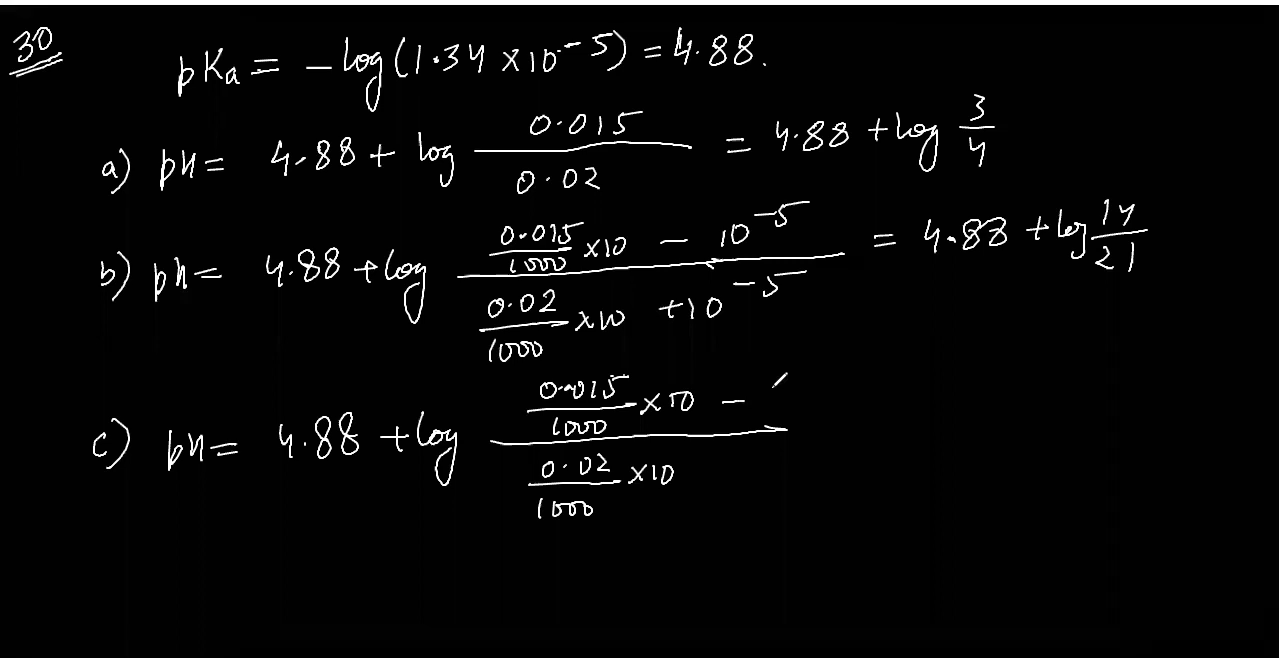 30
pKa = - log (1.34 × 10^-5) = 4.88.
a) pH = 4.88 + log 0.015/0.02 = 4.88 + log 3/4
b) pH = 4.88 + log (0.015/1000 ×10 - 10^-5)/(0.02/1000 ×10 + 10^-5) = 4.88 + log 14/21
c) pH = 4.88 + log (0.015/1000 ×10 -)/(0.02/1000 ×10)